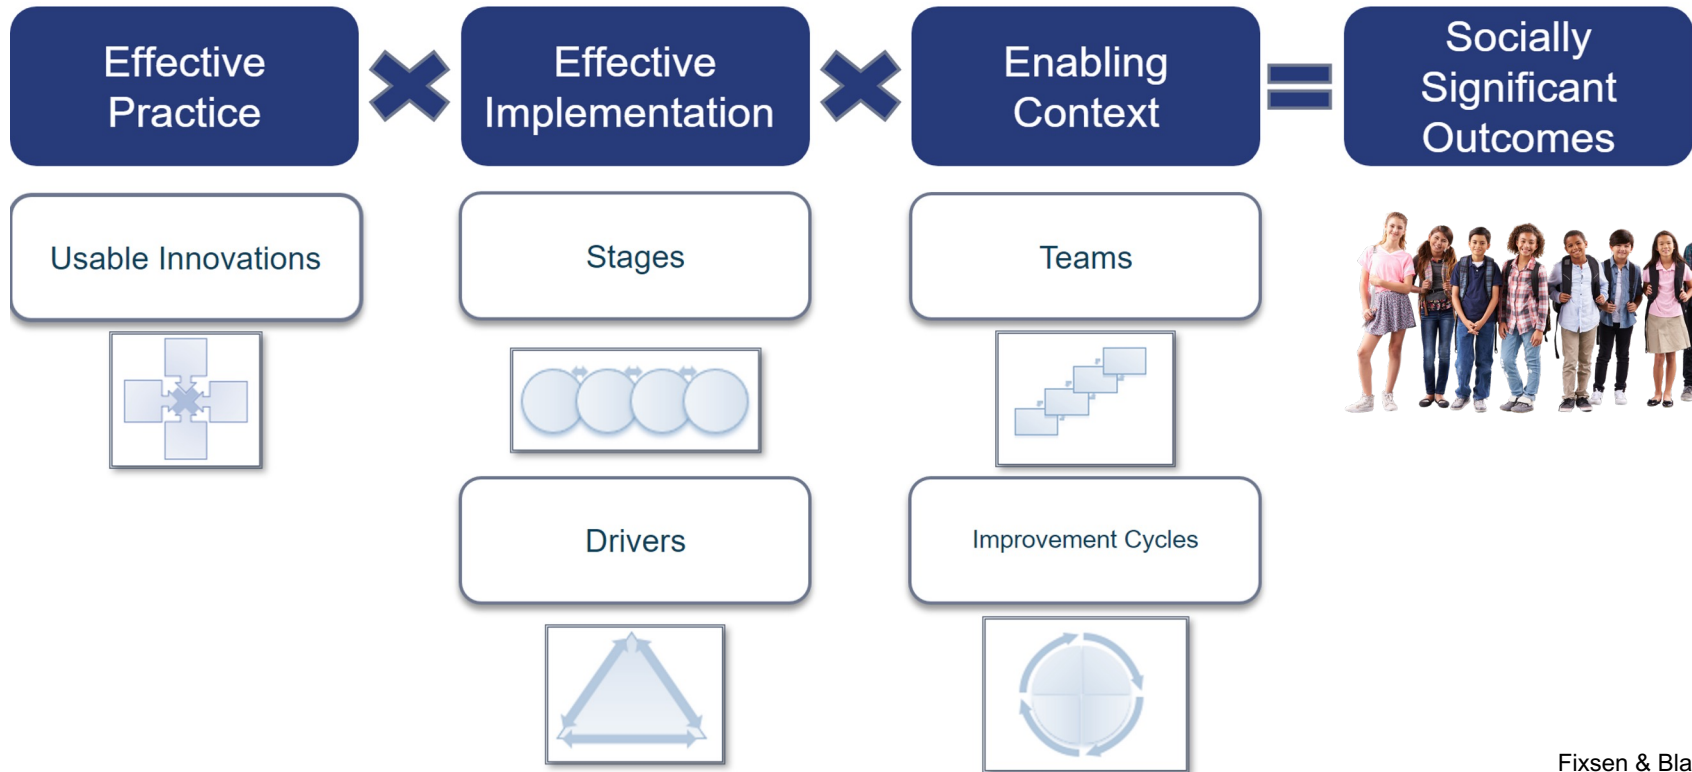 Effective
Practice
Effective
Implementation
Enabling
Context
Socially
Significant
Outcomes
Usable Innovations
Stages
Teams
Drivers
Improvement Cycles
Fixsen & Bla